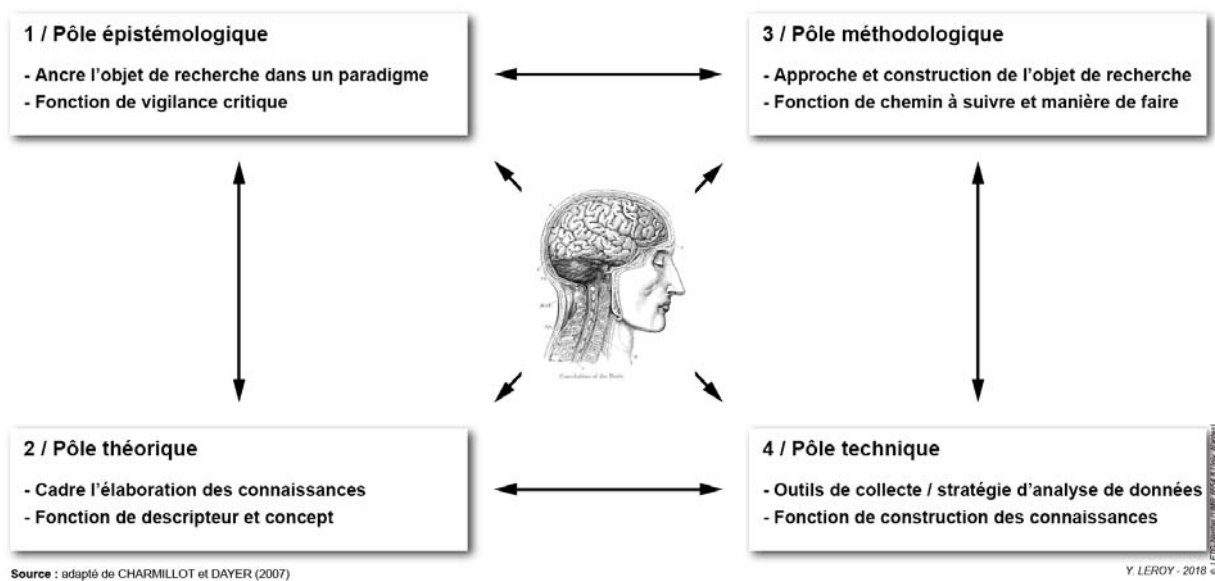 1 / Pôle épistémologique
- Ancre l'objet de recherche dans un paradigme
- Fonction de vigilance critique
3 / Pôle méthodologique
- Approche et construction de l'objet de recherche
- Fonction de chemin à suivre et manière de faire
2 / Pôle théorique
- Cadre l'élaboration des connaissances
- Fonction de descripteur et concept
4 / Pôle technique
- Outils de collecte / stratégie d'analyse de données
- Fonction de construction des connaissances
Source : adapté de CHARMILLOT et DAYER (2007)
Y. LEROY - 2018